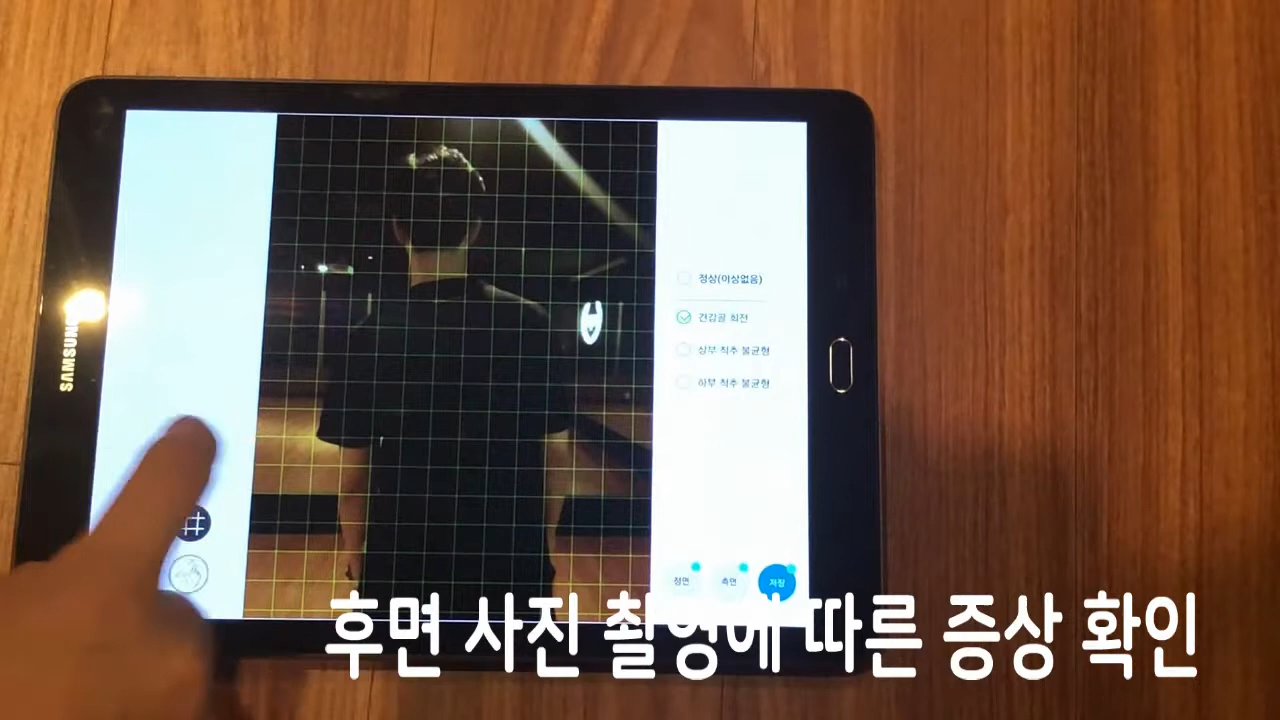 SAMSUNG
정상(이상없음)
견갑골 회전
상부 척추 불균형
하부 척추 불균형
정면
측면
저장
후면 사진 촬영에 따른 증상 확인